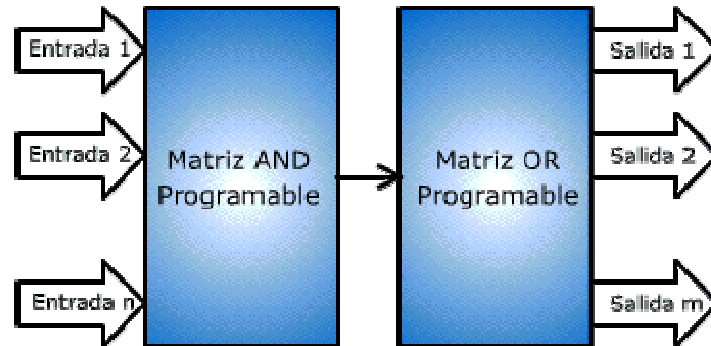 Entrada 1
Entrada 2
Entrada n
Matriz AND
Programable
Matriz OR
Programable
Salida 1
Salida 2
Salida m